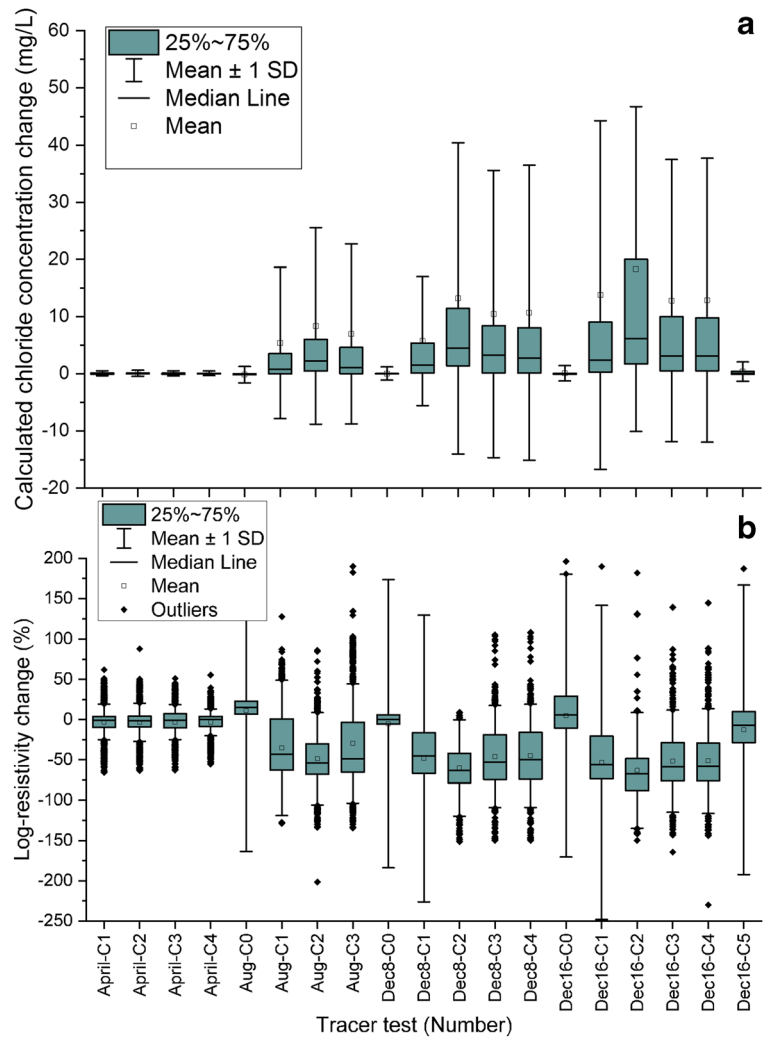 a
Calculated chloride concentration change (mg/L)
60
50
40
30
20
10
0
-10
-20
25%~75%
Mean ± 1 SD
Median Line
Mean
b
Log-resistivity change (%)
200
150
100
50
0
-50
-100
-150
-200
-250
25%~75%
Mean ± 1 SD
Median Line
Mean
Outliers
April-C1
April-C2
April-C3
April-C4
Aug-C0
Aug-C1
Aug-C2
Aug-C3
Dec8-C0
Dec8-C1
Dec8-C2
Dec8-C3
Dec8-C4
Dec16-C0
Dec16-C1
Dec16-C2
Dec16-C3
Dec16-C4
Dec16-C5
Tracer test (Number)